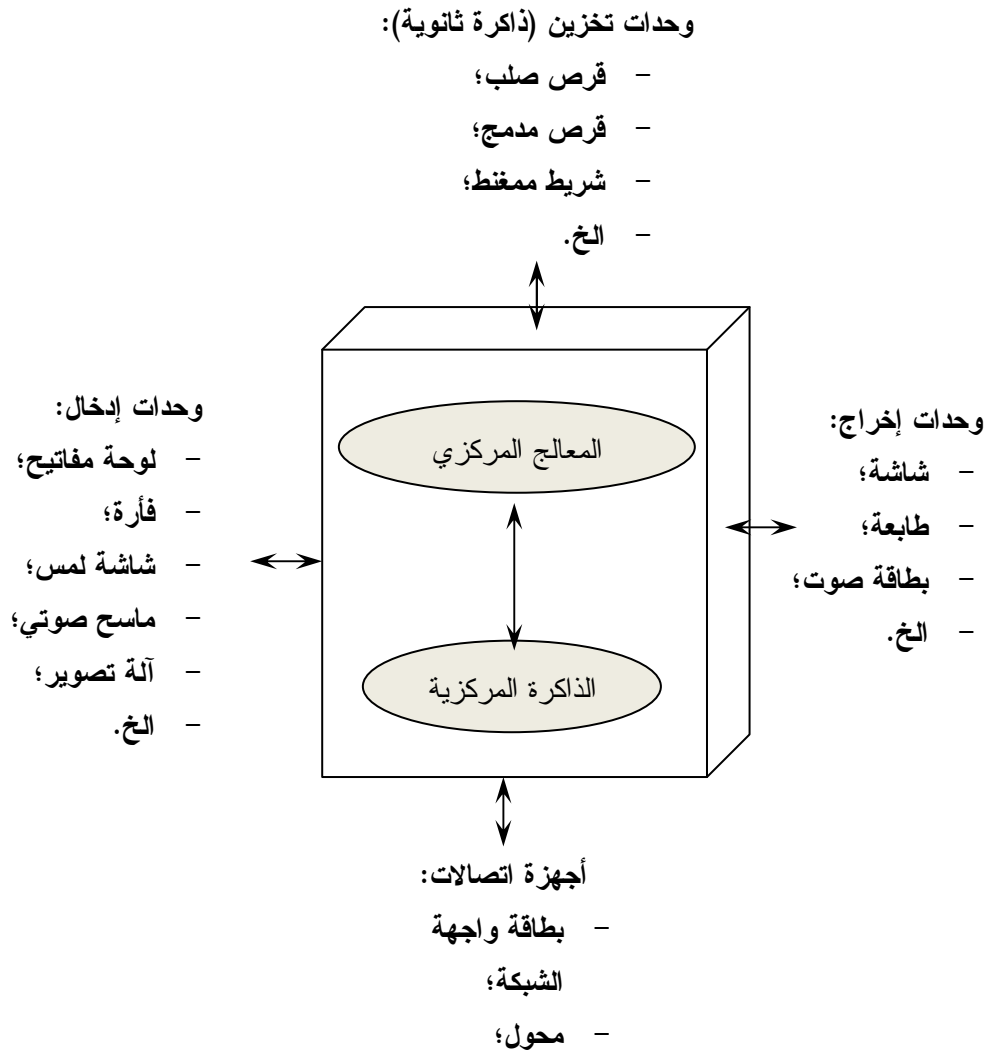 وحدات تخزين (ذاكرة ثانوية):
- قرص صلب؛
- قرص مدمج؛
- شريط ممغنط؛
- الخ.
وحدات إخراج:
- شاشة؛
- طابعة؛
- بطاقة صوت؛
- الخ.
المعالج المركزي
الذاكرة المركزية
وحدات إدخال:
- لوحة مفاتيح؛
- فأرة؛
- شاشة لمس؛
- ماسح صوتي؛
- آلة تصوير؛
- الخ.
أجهزة اتصالات:
- بطاقة واجهة
الشبكة؛
- محول؛